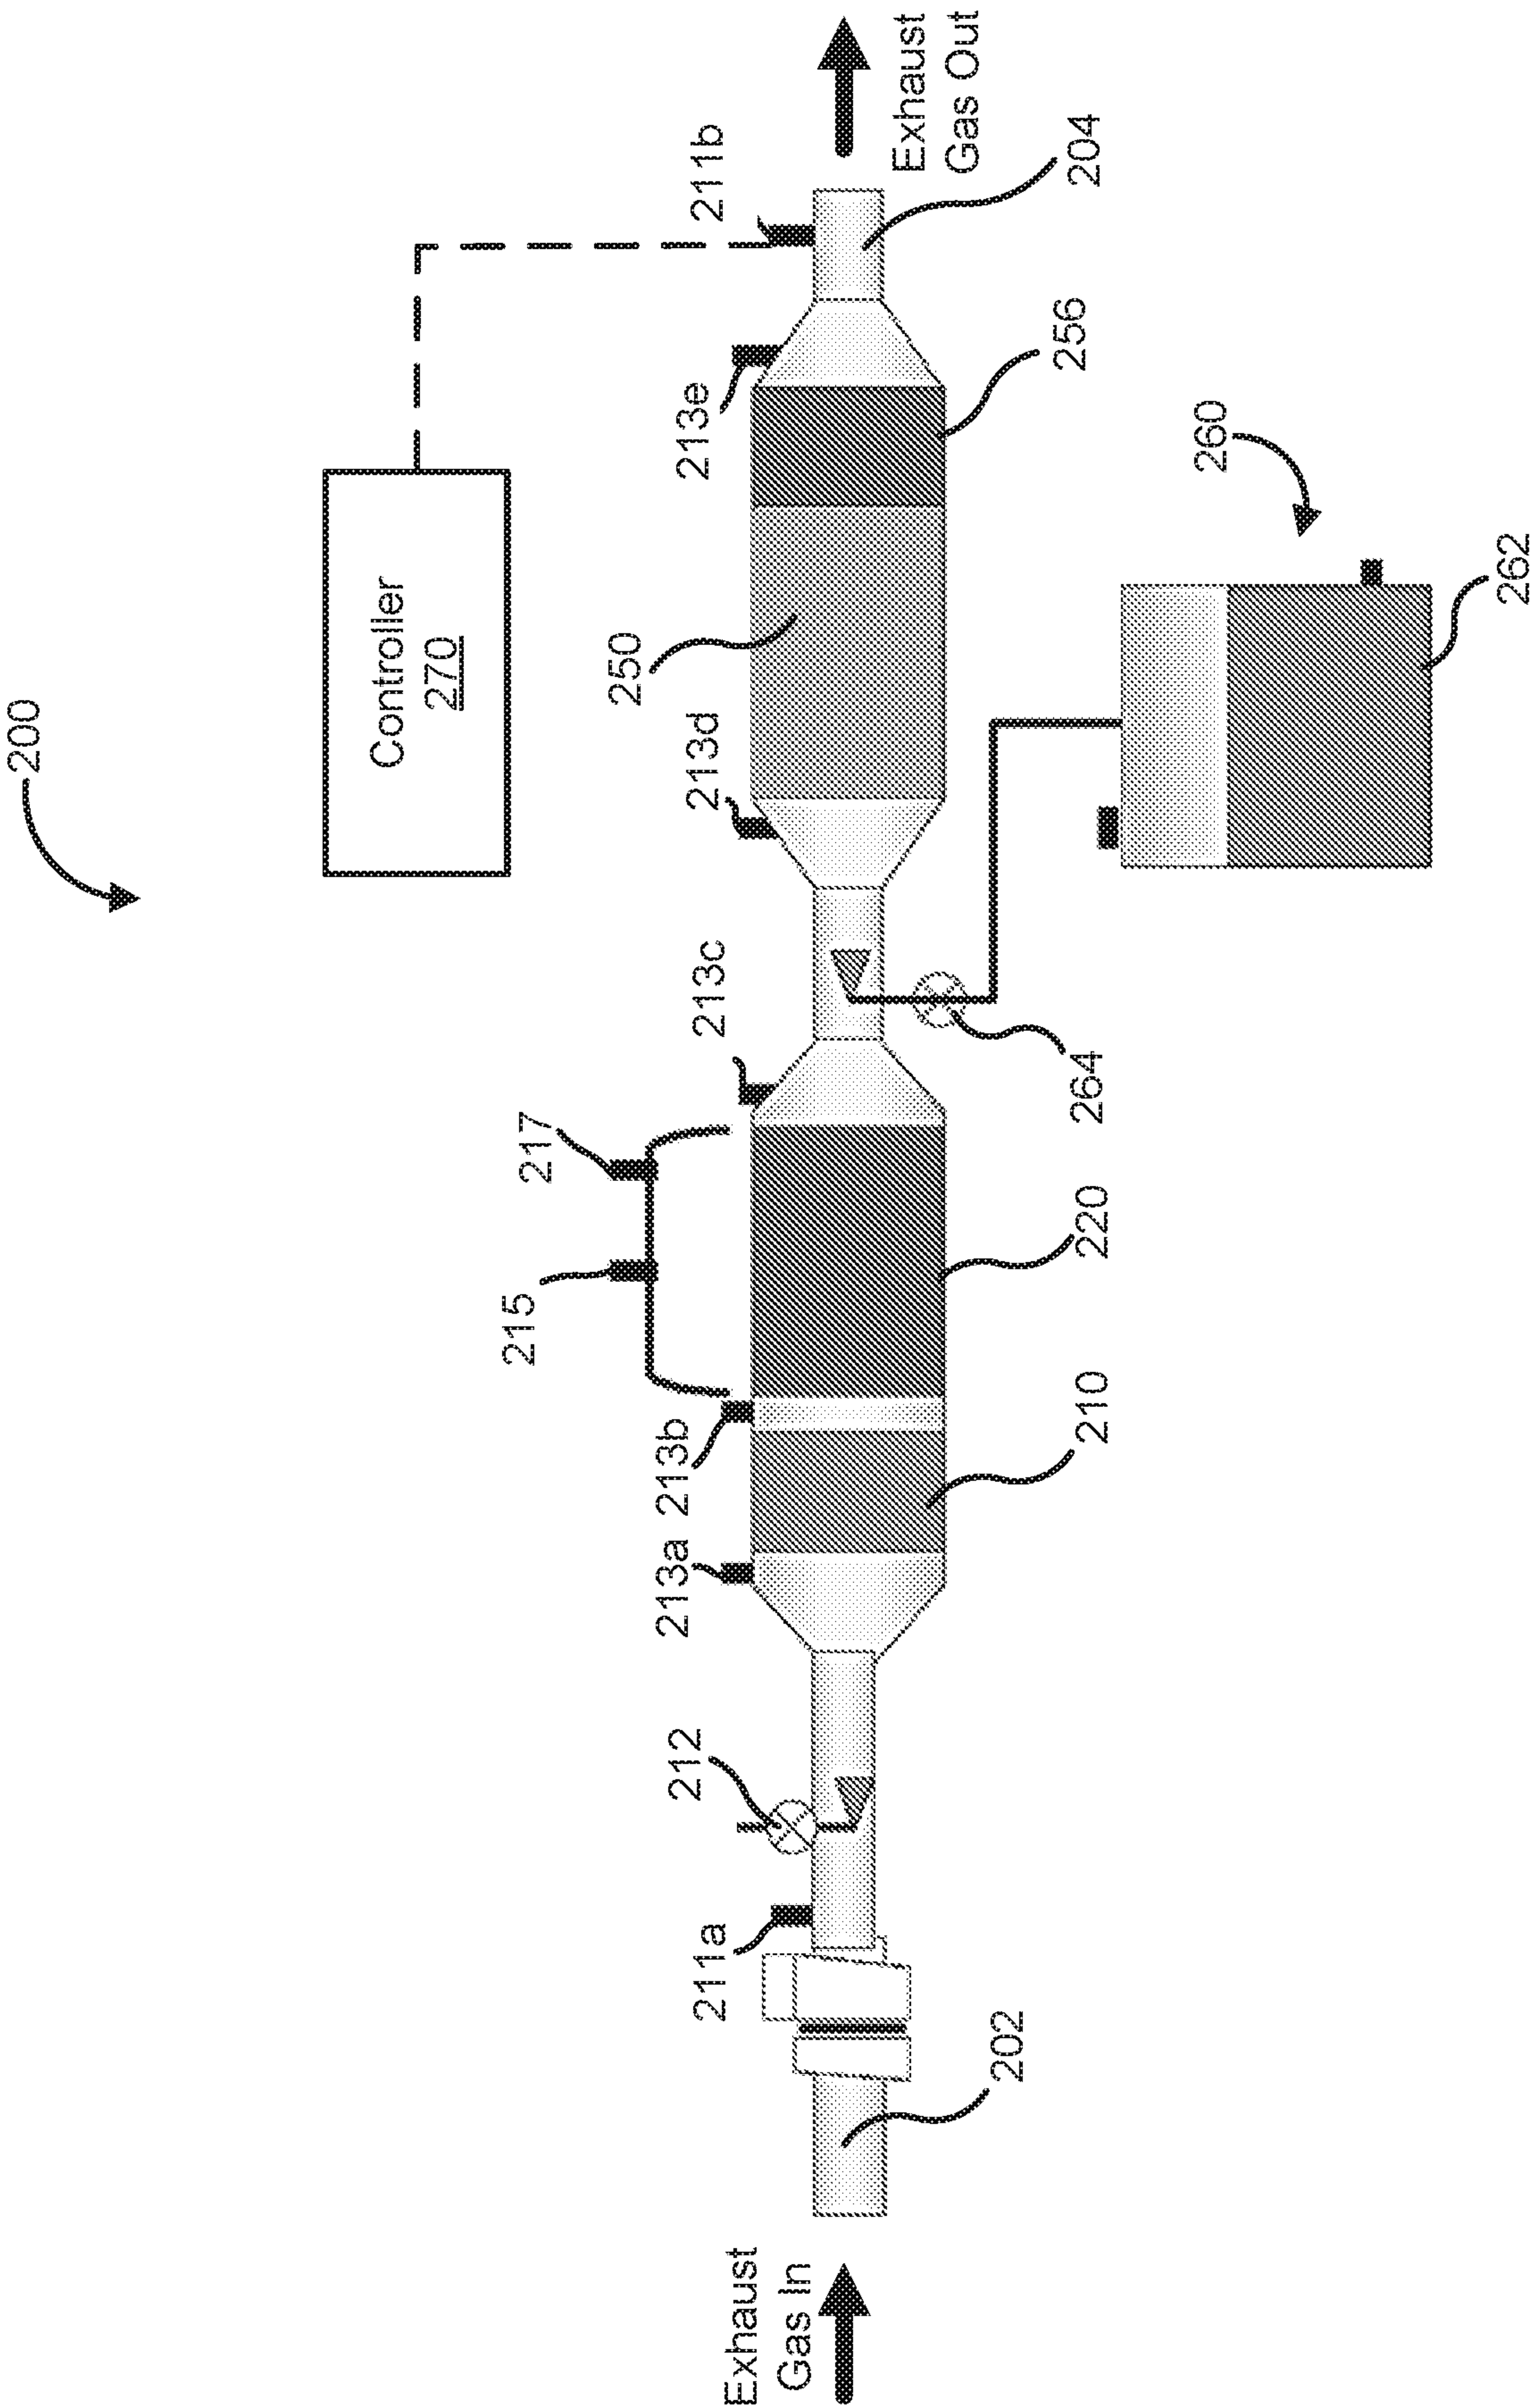 200
Controller
270
Exhaust
Gas In
202
211a
212
213a
210
213b
215
217
220
213c
264
213d
250
260
262
213e
256
211b
204
Exhaust
Gas Out